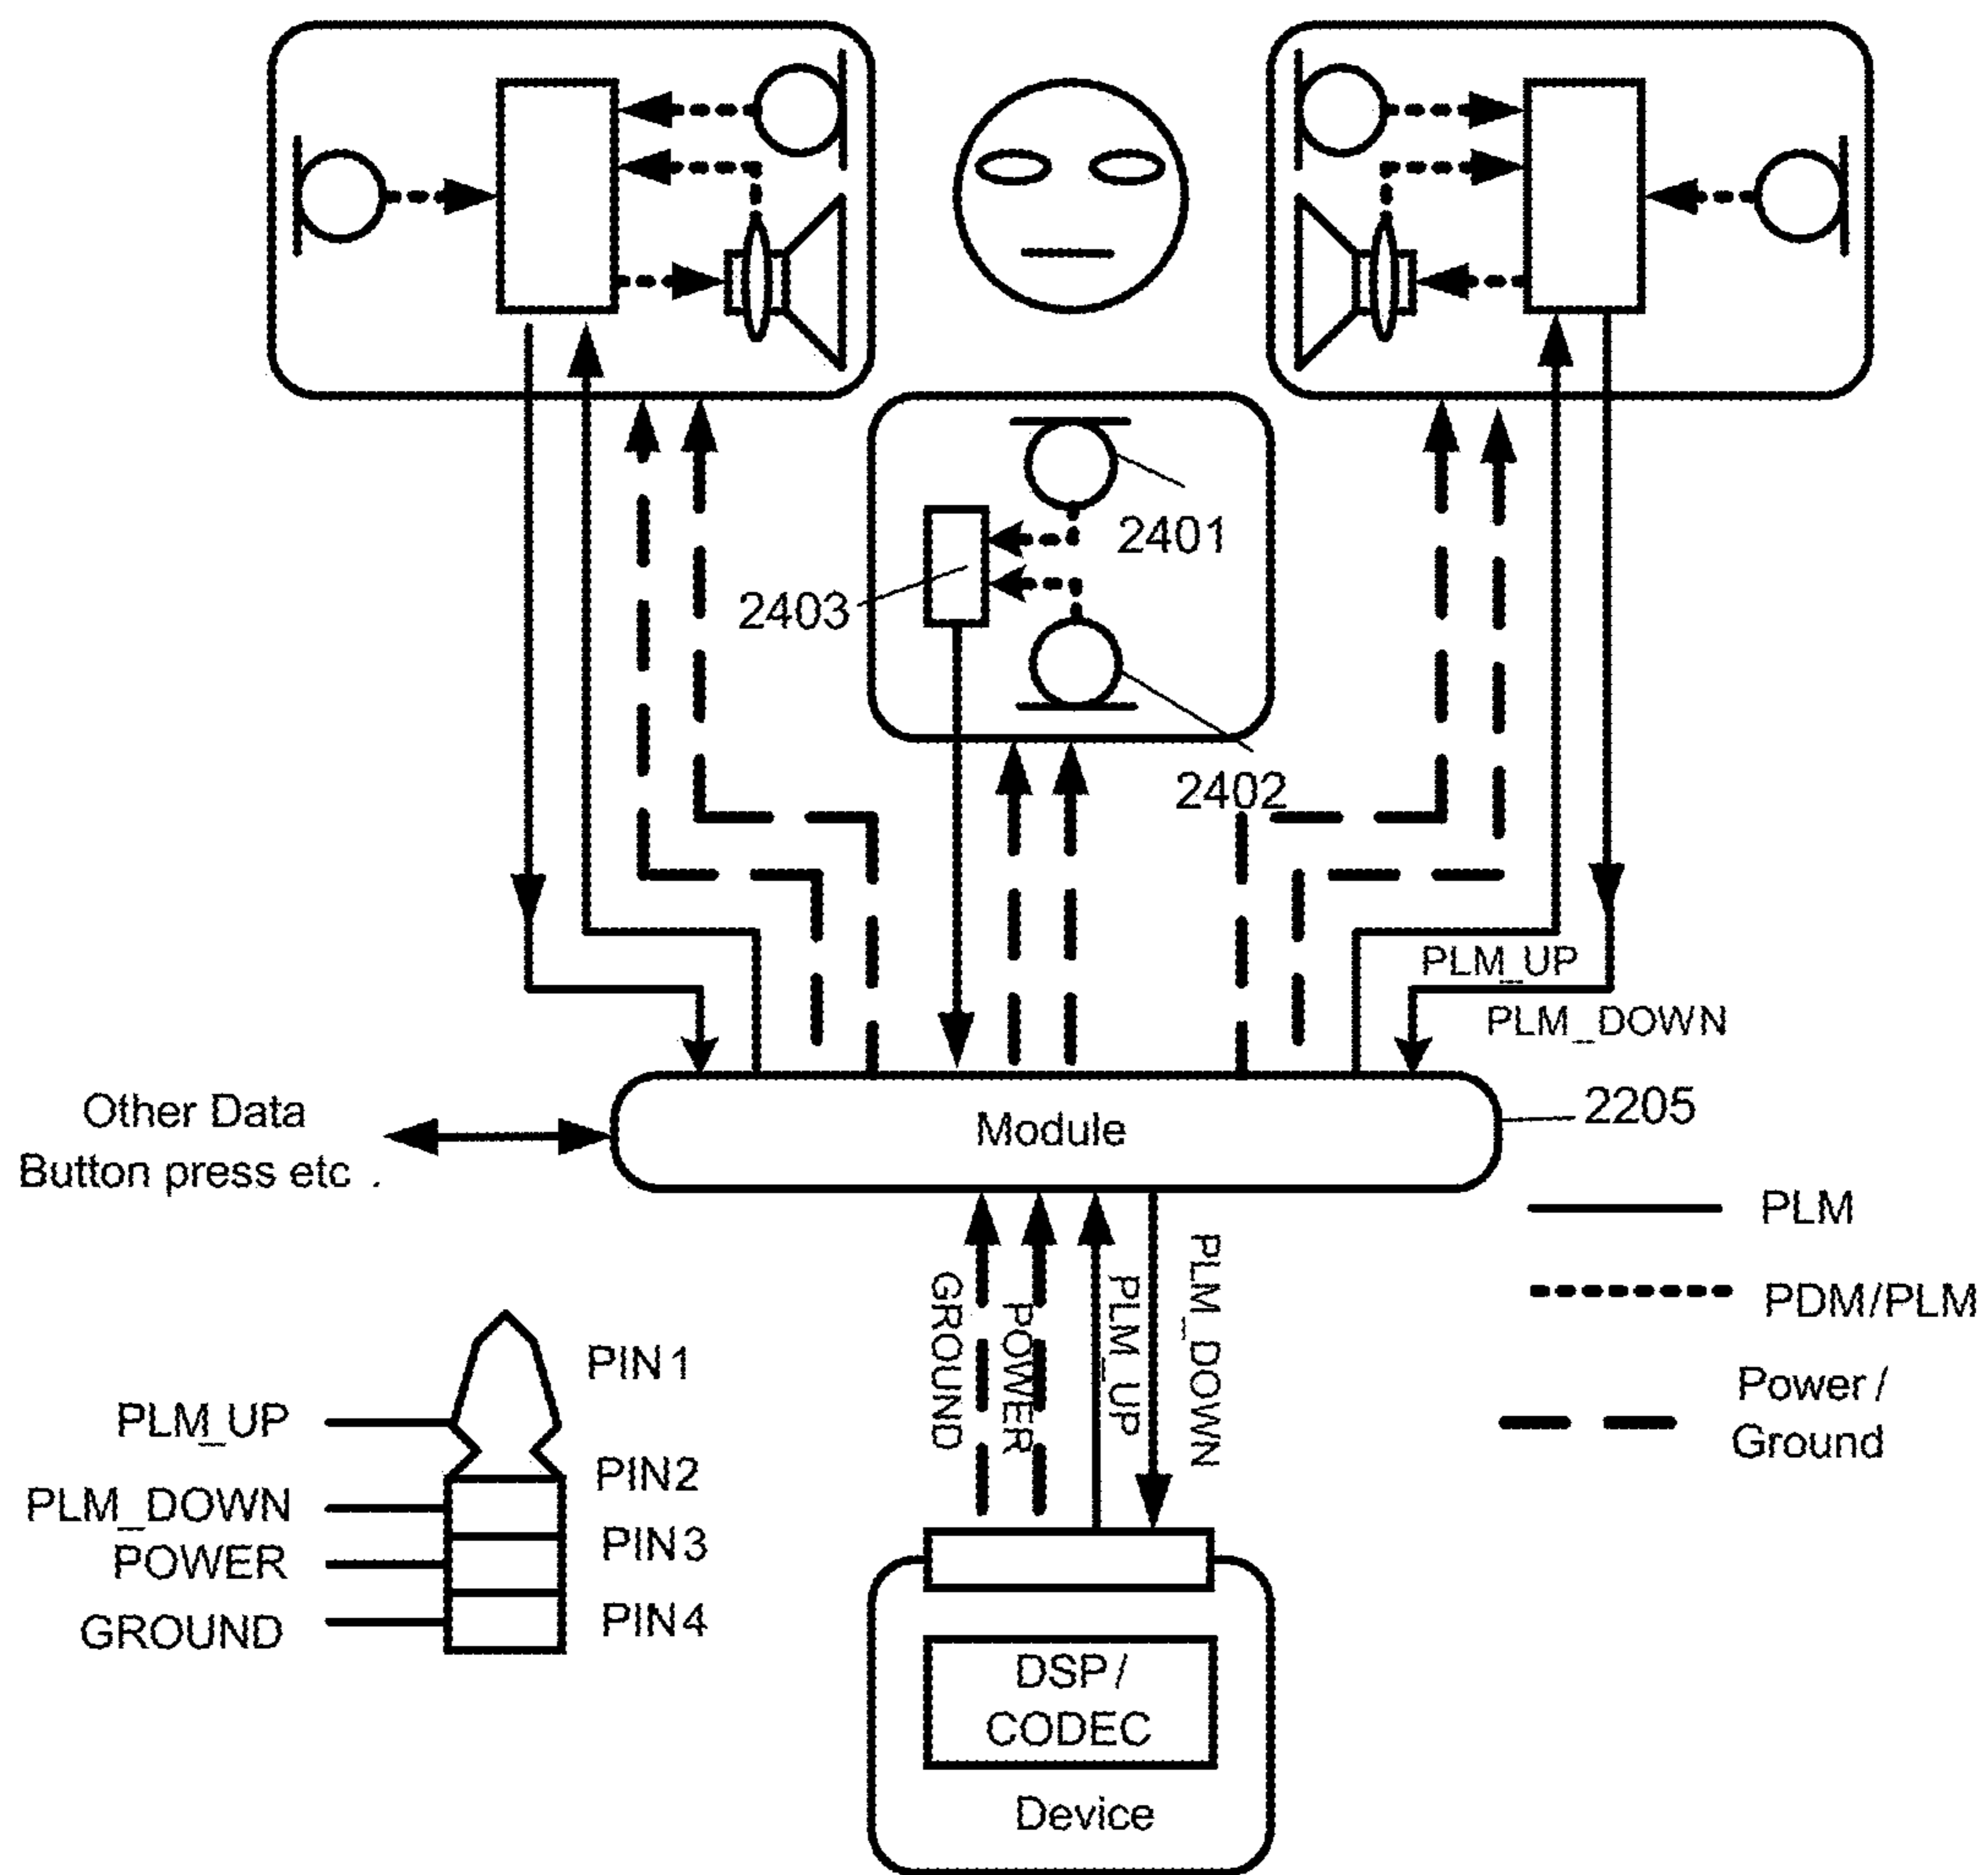 2401
2403
2402
PLM_UP
PLM_DOWN
Other Data
Button press etc .
Module
2205
PLM
PDM/PLM
Power /
Ground
GROUND
POWER
PLM_UP
PLM_DOWN
PIN1
PLM_UP
PIN2
PLM_DOWN
PIN3
POWER
PIN4
GROUND
DSP/
CODEC
Device